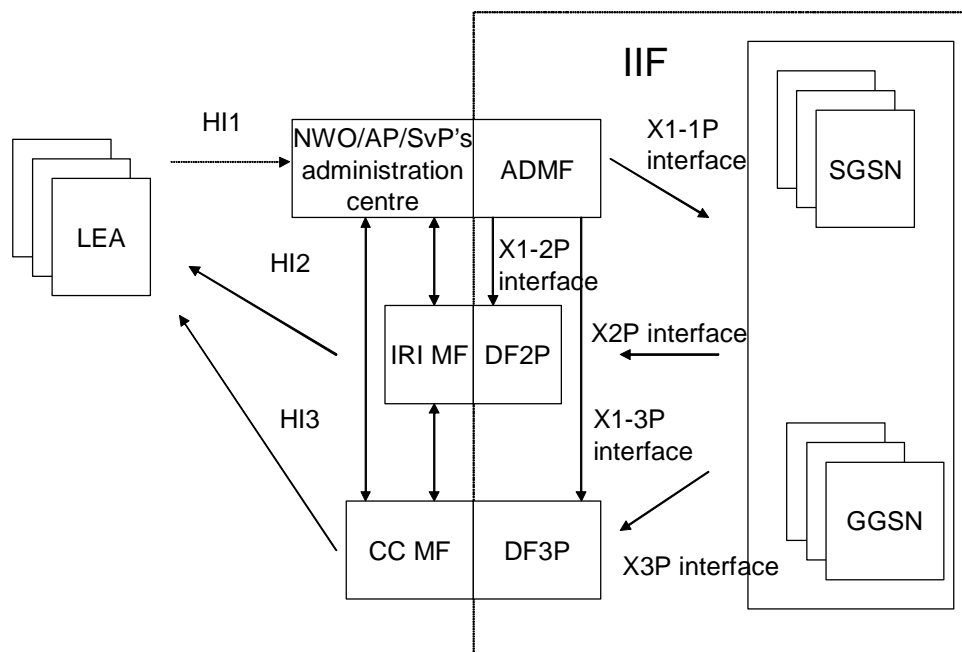 IIF
HI1
NWO/AP/SvP's
administration
centre
ADMF
X1-1P
interface
SGSN
LEA
HI2
X1-2P
interface
IRI MF
DF2P
X2P interface
HI3
X1-3P
interface
CC MF
DF3P
X3P interface
GGSN